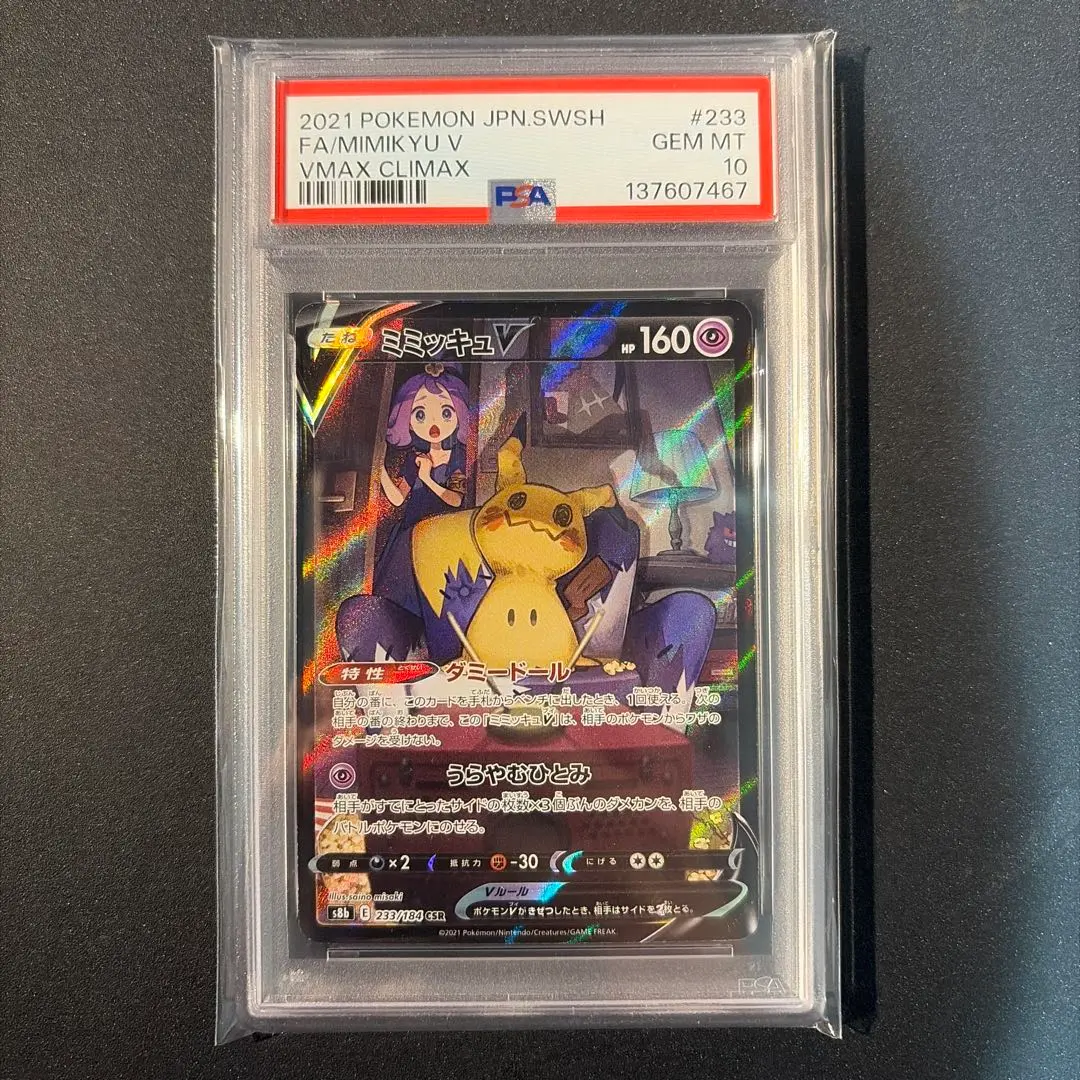 2021 POKEMON JPN.SWSH #233
FA/MIMIKYU V GEM MT
VMAX CLIMAX 10
PSA 137607467
たね ミミッキュV HP 160
特性 とくせい ダミードール
自分の番に、このカードを手札からベンチに出したとき、1回使える。次の
相手の番の終わりまで、この「ミミッキュV」は、相手のポケモンからワザの
ダメージを受けない。
うらやむひとみ
相手がすでにとったサイドの枚数×3個ぶんのダメカンを、相手の
バトルポケモンにのせる。
弱点 ×2 抵抗力 -30 にげる
illus. saino misaki
Vルール
ポケモンVがきぜつしたとき、相手はサイドを2枚とる。
s8b E 233/184 CSR
©2021 Pokémon/Nintendo/Creatures/GAME FREAK.
PSA